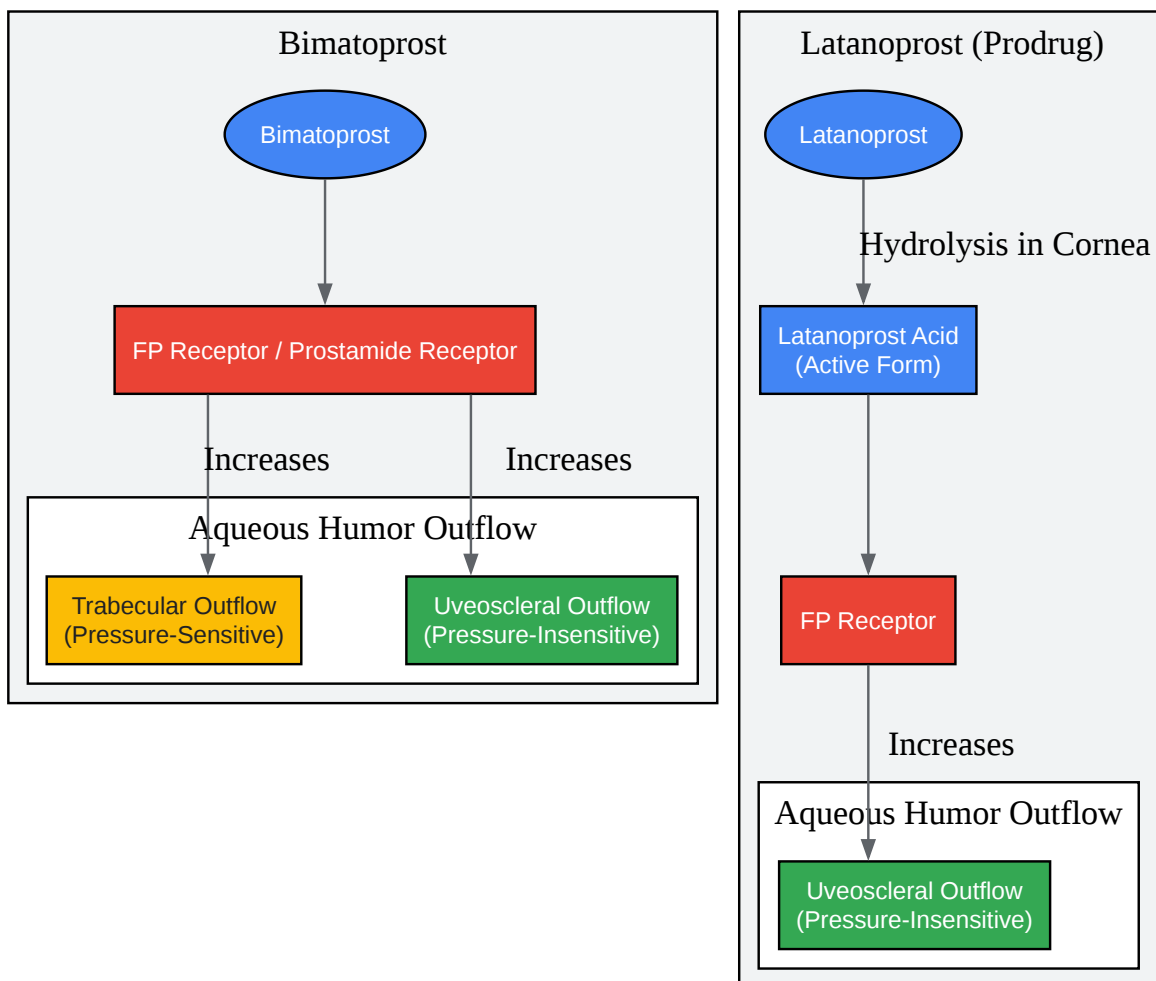 Bimatoprost
Bimatoprost
FP Receptor / Prostamide Receptor
Increases
Increases
Aqueous Humor Outflow
Trabecular Outflow
(Pressure-Sensitive)
Uveoscleral Outflow
(Pressure-Insensitive)
Latanoprost (Prodrug)
Latanoprost
Hydrolysis in Cornea
Latanoprost Acid
(Active Form)
FP Receptor
Increases
Aqueous Humor Outflow
Uveoscleral Outflow
(Pressure-Insensitive)